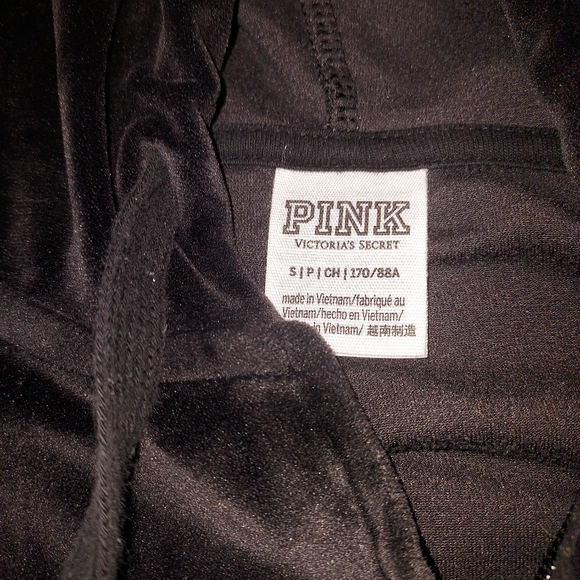 PINK
VICTORIA'S SECRET
S | P | CH | 170/88A
made in Vietnam/fabriqué au
Vietnam/hecho en Vietnam/
in Vietnam/ 越南制造